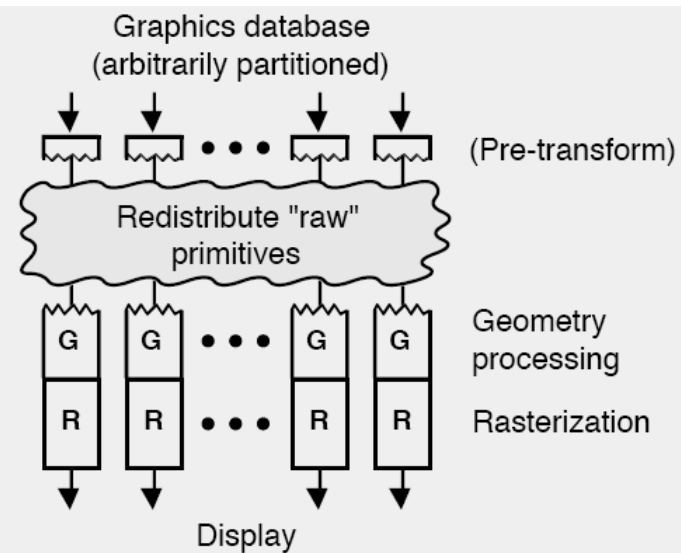 Graphics database
(arbitrarily partitioned)
(Pre-transform)
Redistribute "raw"
primitives
G G G G
Geometry
processing
R R R R
Rasterization
Display